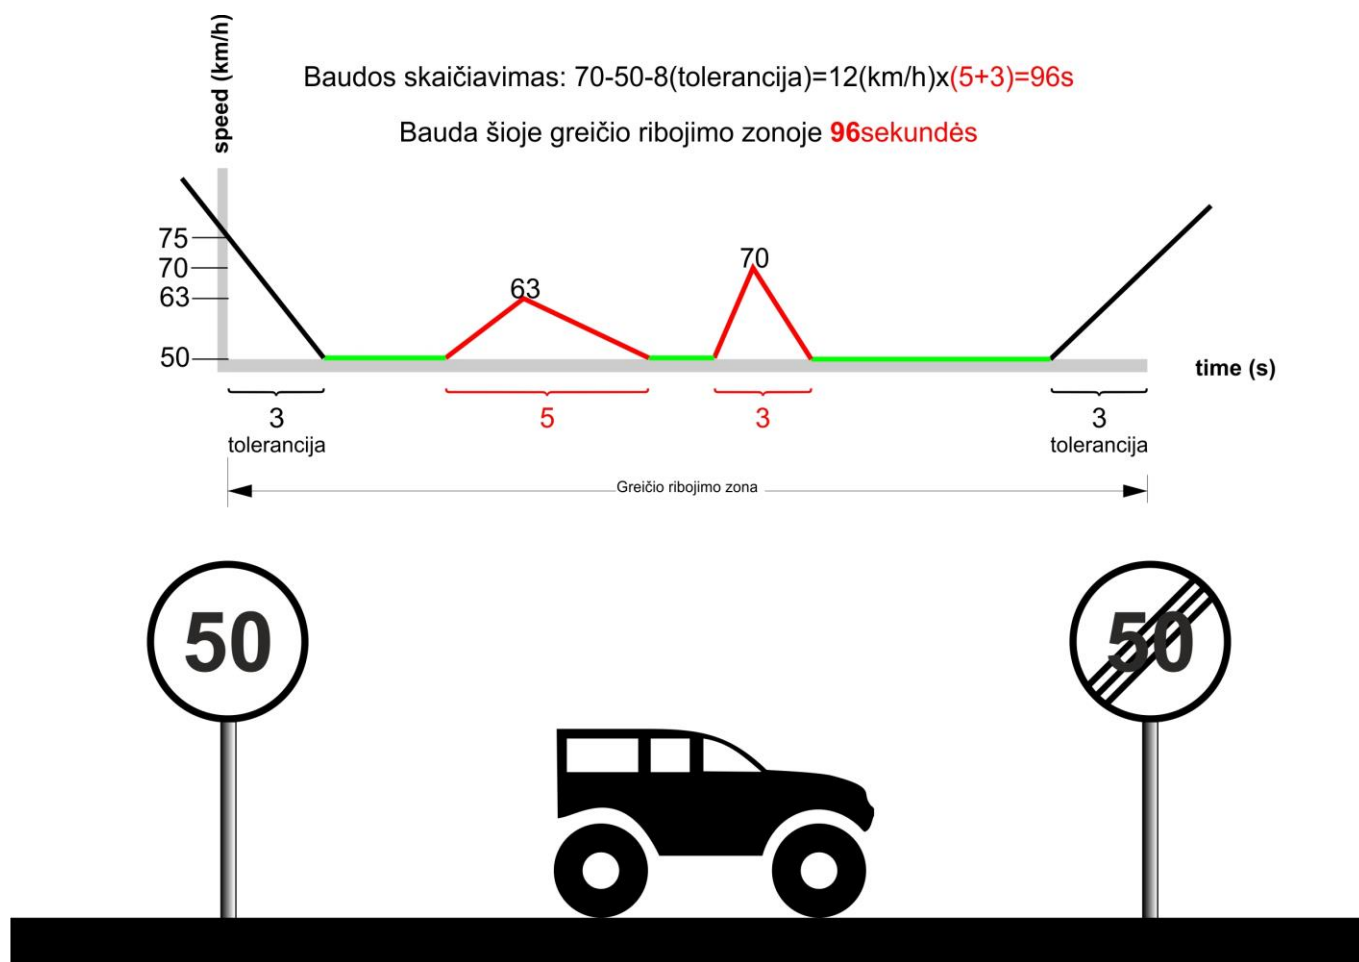 speed (km/h)
Baudos skaičiavimas: 70-50-8(tolerancija)=12(km/h)x(5+3)=96s
Bauda šioje greičio ribojimo zonoje 96sekundės
75
70
63
50
63
70
time (s)
3
tolerancija
5
3
3
tolerancija
Greičio ribojimo zona
50
50